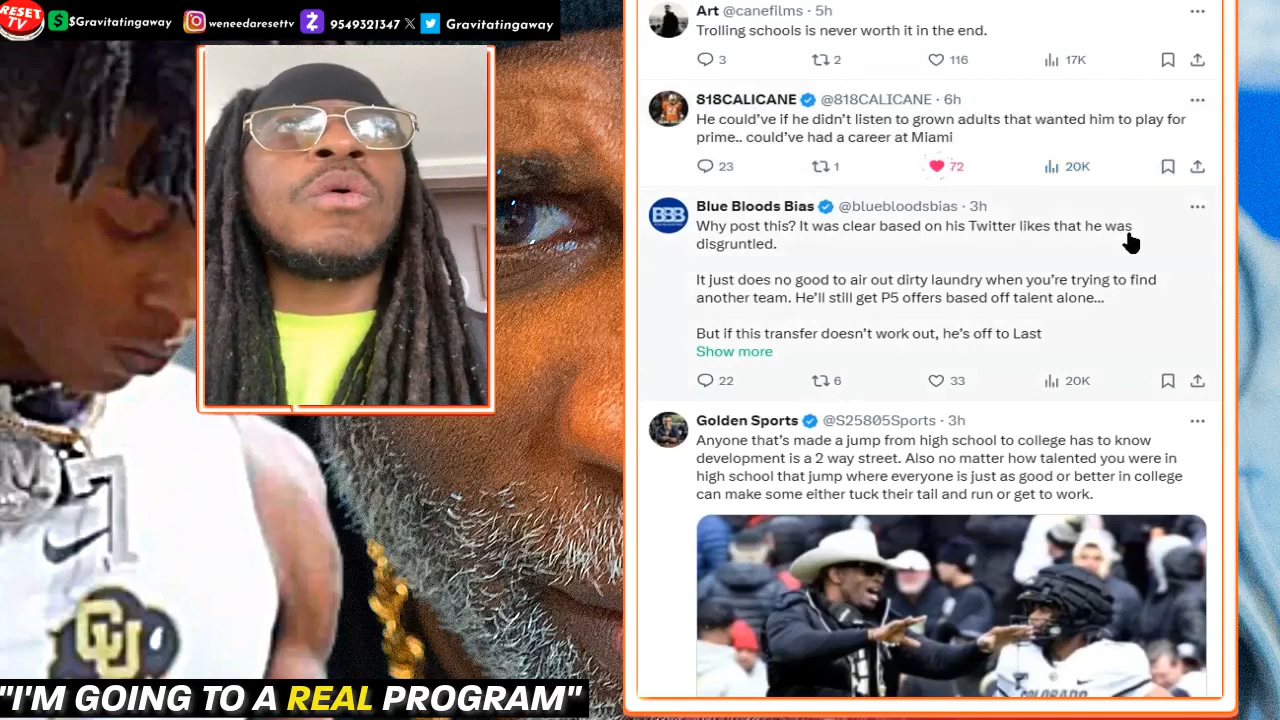 RESET
TV
$Gravitatingaway
weneedaresettv
9549321347
Gravitatingaway
Art @canefilms · 5h
Trolling schools is never worth it in the end.
3 2 116 17K
818CALICANE @818CALICANE · 6h
He could've if he didn't listen to grown adults that wanted him to play for
prime.. could've had a career at Miami
23 1 72 20K
BBB
Blue Bloods Bias @bluebloodsbias · 3h
Why post this? It was clear based on his Twitter likes that he was
disgruntled.
It just does no good to air out dirty laundry when you're trying to find
another team. He'll still get P5 offers based off talent alone...
But if this transfer doesn't work out, he's off to Last
Show more
22 6 33 20K
Golden Sports @S25805Sports · 3h
Anyone that's made a jump from high school to college has to know
development is a 2 way street. Also no matter how talented you were in
high school that jump where everyone is just as good or better in college
can make some either tuck their tail and run or get to work.
COLORADO
CU
"I'M GOING TO A REAL PROGRAM"